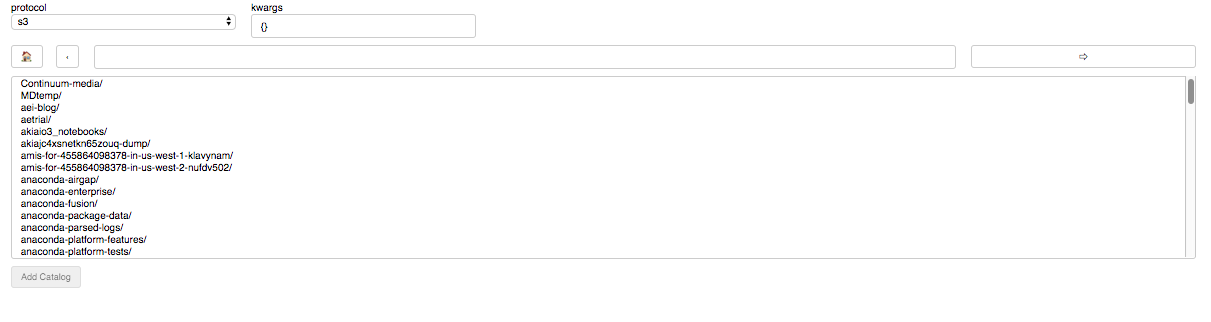 protocol
kwargs
s3
{}
Continuum-media/
MDtemp/
aei-blog/
aetrial/
akiaio3_notebooks/
akiajc4xsnetkn65zouq-dump/
amis-for-455864098378-in-us-west-1-klavynam/
amis-for-455864098378-in-us-west-2-nufdv502/
anaconda-airgap/
anaconda-enterprise/
anaconda-fusion/
anaconda-package-data/
anaconda-parsed-logs/
anaconda-platform-features/
anaconda-platform-tests/
Add Catalog